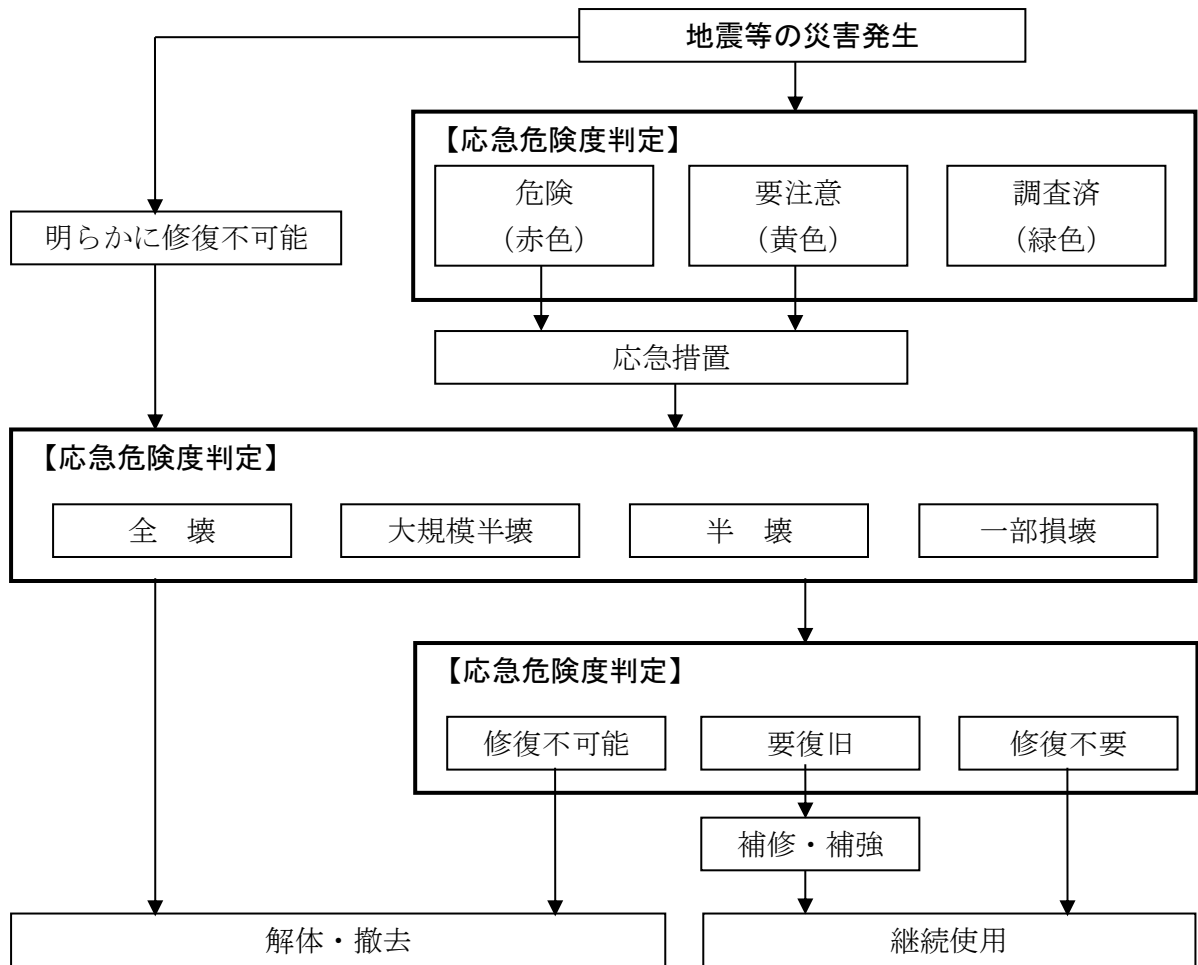 地震等の災害発生
【応急危険度判定】
危険
（赤色）
要注意
（黄色）
調査済
（緑色）
明らかに修復不可能
応急措置
【応急危険度判定】
全　壊
大規模半壊
半　壊
一部損壊
【応急危険度判定】
修復不可能
要復旧
修復不要
補修・補強
解体・撤去
継続使用